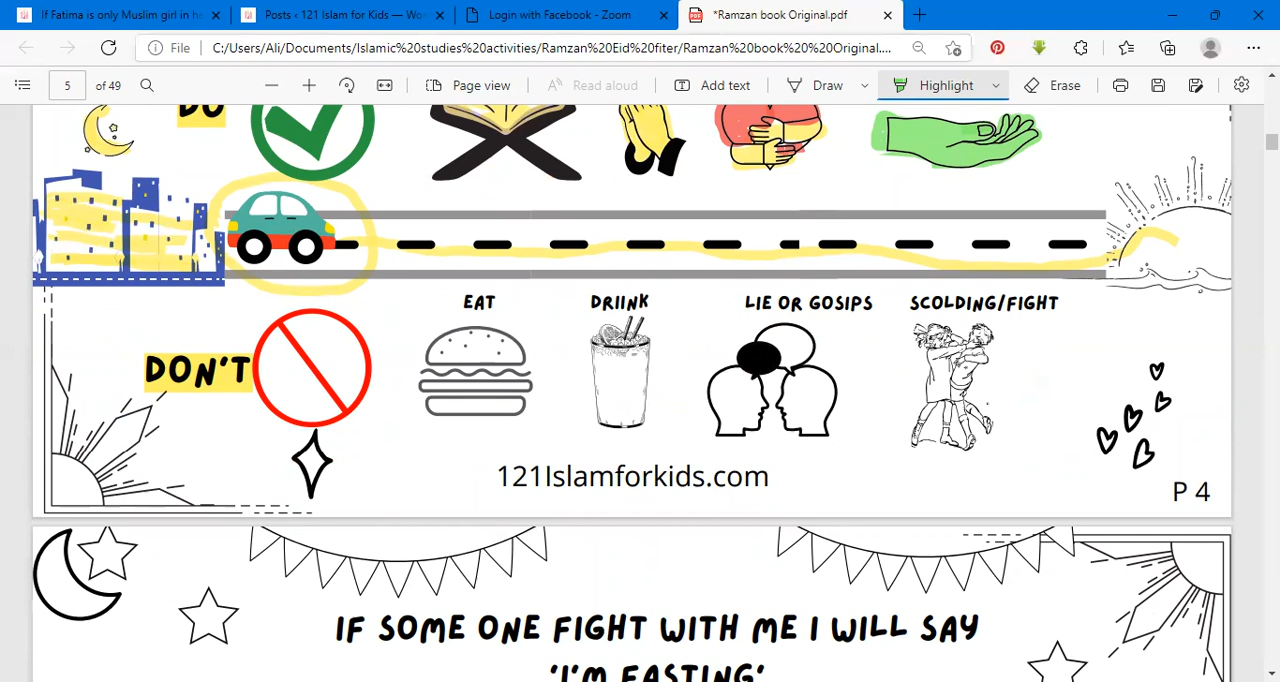 If Fatima is only Muslim girl in he
Posts ‹ 121 Islam for Kids — Wo
Login with Facebook - Zoom
*Ramzan book Original.pdf
File
C:/Users/Ali/Documents/Islamic%20studies%20activities/Ramzan%20Eid%20fiter/Ramzan%20book%20%20Original....
5 of 49
Page view
Read aloud
Add text
Draw
Highlight
Erase
DO
EAT
DRIINK
LIE OR GOSIPS
SCOLDING/FIGHT
DON'T
121Islamforkids.com
P 4
IF SOME ONE FIGHT WITH ME I WILL SAY
'I'M FASTING'